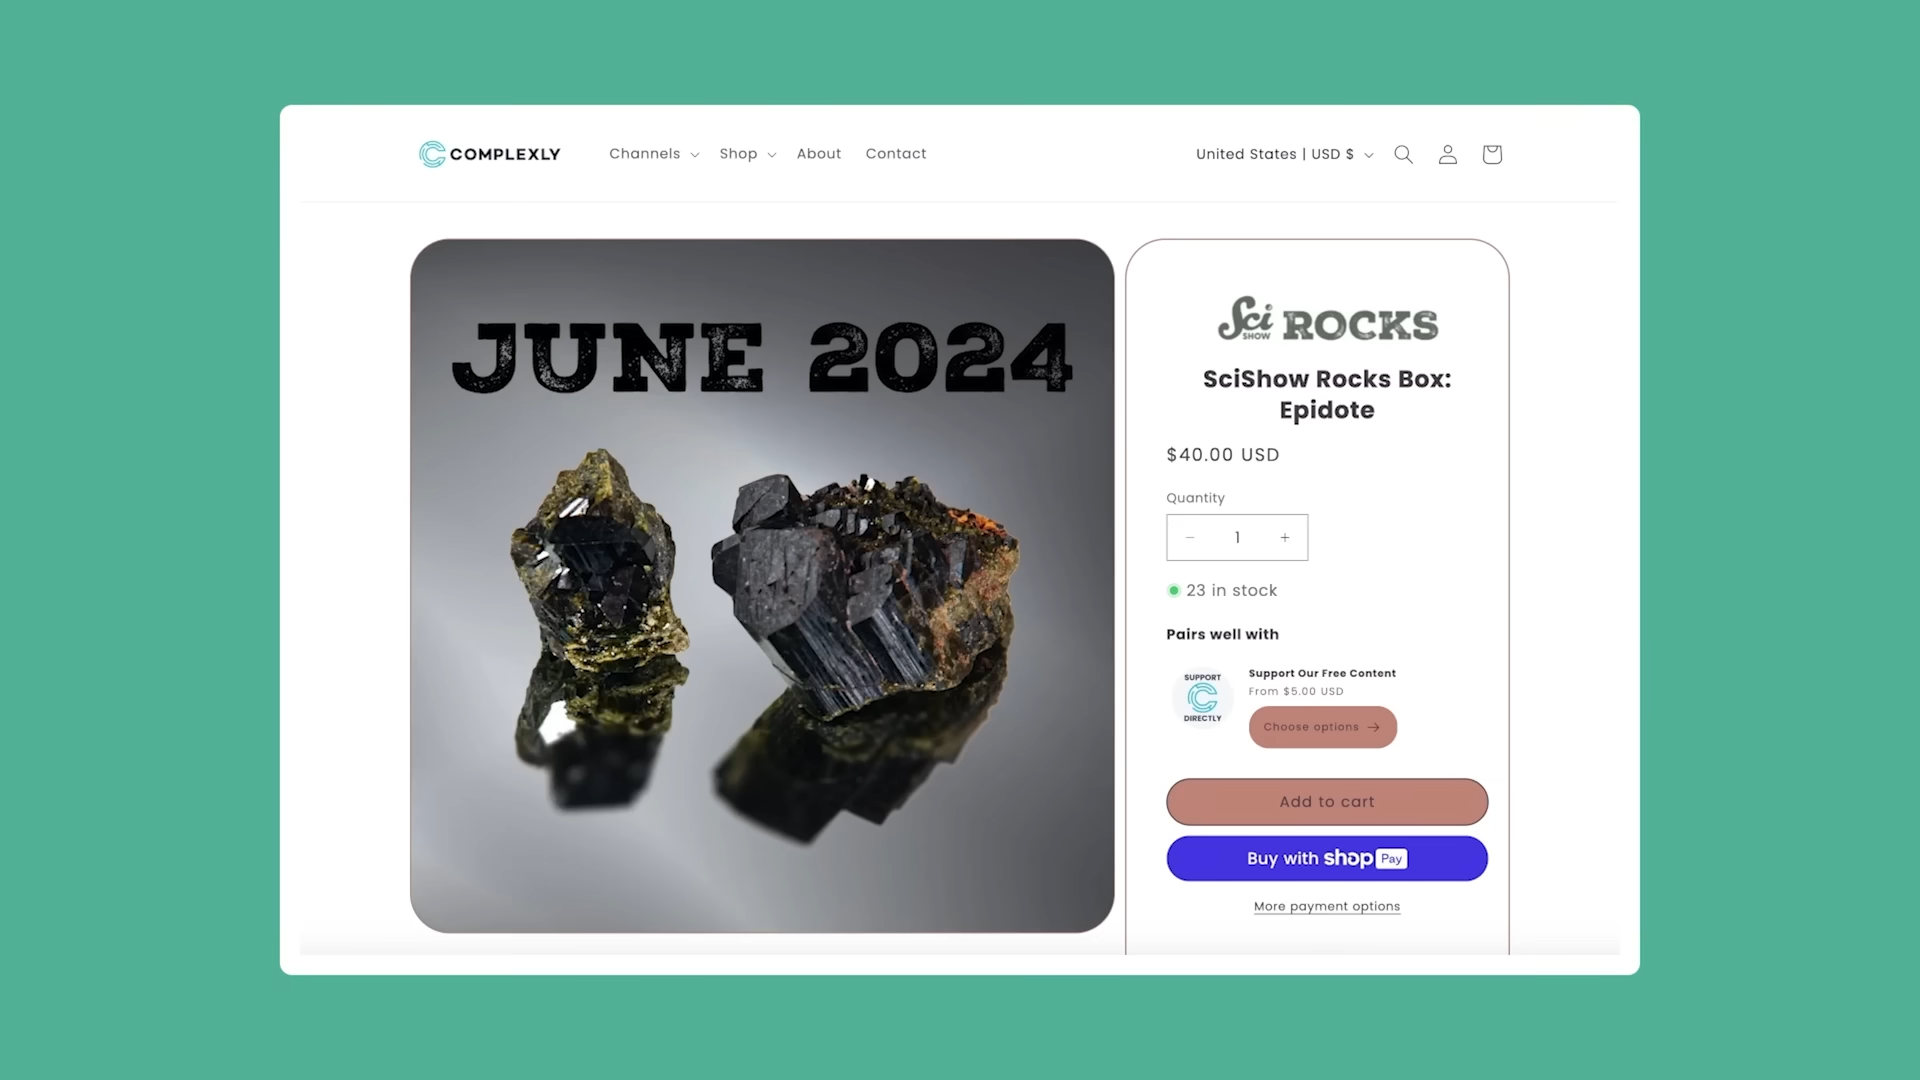 COMPLEXLY
Channels Shop About Contact
United States | USD $
JUNE 2024
Sci SHOW ROCKS
SciShow Rocks Box:
Epidote
$40.00 USD
Quantity
− 1 +
23 in stock
Pairs well with
SUPPORT
DIRECTLY
Support Our Free Content
From $5.00 USD
Choose options →
Add to cart
Buy with shop Pay
More payment options